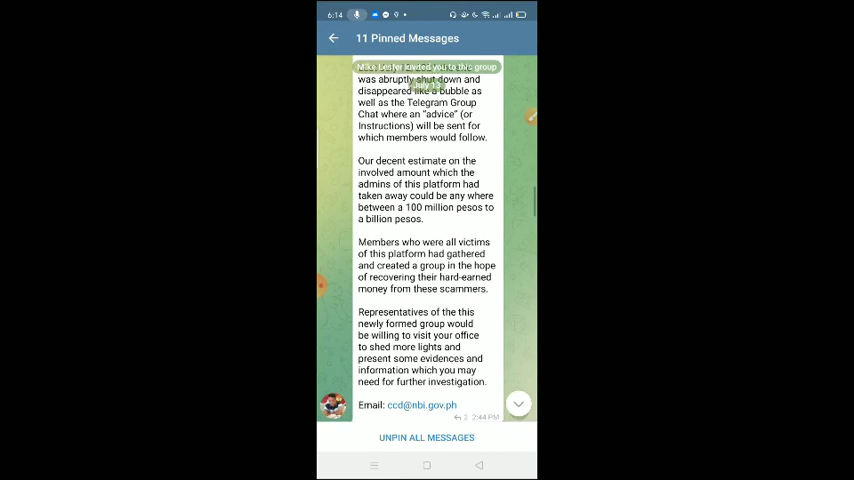 6:14
11 Pinned Messages
Mike Lester invited you to this group
was abruptly shut down and
July 13
disappeared like a bubble as
well as the Telegram Group
Chat where an “advice” (or
Instructions) will be sent for
which members would follow.
Our decent estimate on the
involved amount which the
admins of this platform had
taken away could be any where
between a 100 million pesos to
a billion pesos.
Members who were all victims
of this platform had gathered
and created a group in the hope
of recovering their hard-earned
money from these scammers.
Representatives of the this
newly formed group would
be willing to visit your office
to shed more lights and
present some evidences and
information which you may
need for further investigation.
Email: ccd@nbi.gov.ph
2 2:44 PM
UNPIN ALL MESSAGES